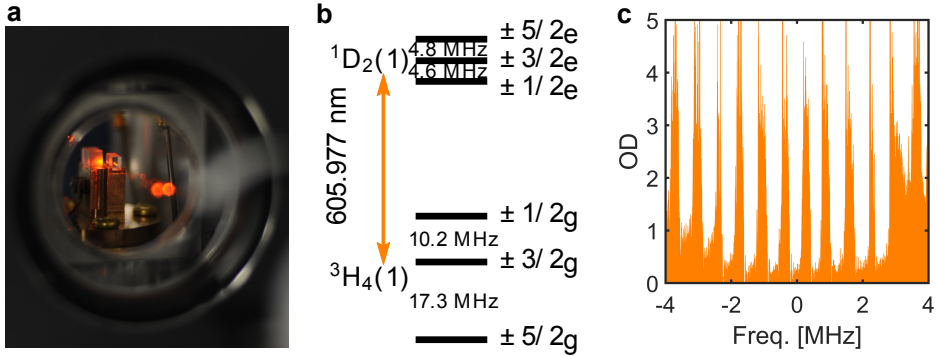 a
b
c
± 5/ 2e
4.8 MHz
¹D₂(1)
± 3/ 2e
4.6 MHz
± 1/ 2e
605.977 nm
± 1/ 2g
10.2 MHz
± 3/ 2g
³H₄(1)
17.3 MHz
± 5/ 2g
5
4
3
2
1
0
OD
-4 -2 0 2 4
Freq. [MHz]